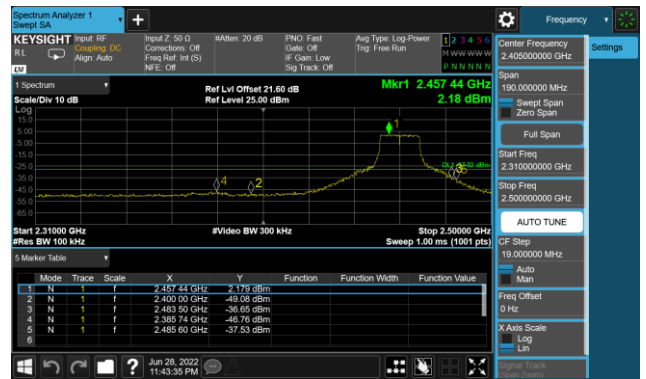 Spectrum Analyzer 1
Swept SA
Frequency
KEYSIGHT
RL
LXI
Input: RF
Coupling: DC
Align: Auto
Input Z: 50 Ω
Corrections: Off
Freq Ref: Int (S)
NFE: Off
#Atten: 20 dB
PNO: Fast
Gate: Off
IF Gain: Low
Sig Track: Off
Avg Type: Log-Power
Trig: Free Run
1 2 3 4 5 6
M W W W W W
P N N N N N
Center Frequency
2.405000000 GHz
Settings
Span
190.000000 MHz
Swept Span
Zero Span
Full Span
Start Freq
2.310000000 GHz
Stop Freq
2.500000000 GHz
AUTO TUNE
CF Step
19.000000 MHz
Auto
Man
Freq Offset
0 Hz
X Axis Scale
Log
Lin
Signal Track
(Span Zoom)
1 Spectrum
Scale/Div 10 dB
Log
Ref Lvl Offset 21.60 dB
Ref Level 25.00 dBm
Mkr1 2.457 44 GHz
2.18 dBm
15.0
5.00
-5.00
-15.0
-25.0
-35.0
-45.0
-55.0
-65.0
1
4
2
Start 2.31000 GHz
#Res BW 100 kHz
#Video BW 300 kHz
Stop 2.50000 GHz
Sweep 1.00 ms (1001 pts)
5 Marker Table
Mode Trace Scale X Y Function Function Width Function Value
1 N 1 f 2.457 44 GHz 2.179 dBm
2 N 1 f 2.400 00 GHz -49.08 dBm
3 N 1 f 2.483 50 GHz -36.65 dBm
4 N 1 f 2.385 74 GHz -46.76 dBm
5 N 1 f 2.485 60 GHz -37.53 dBm
6
?
Jun 28, 2022
11:43:35 PM